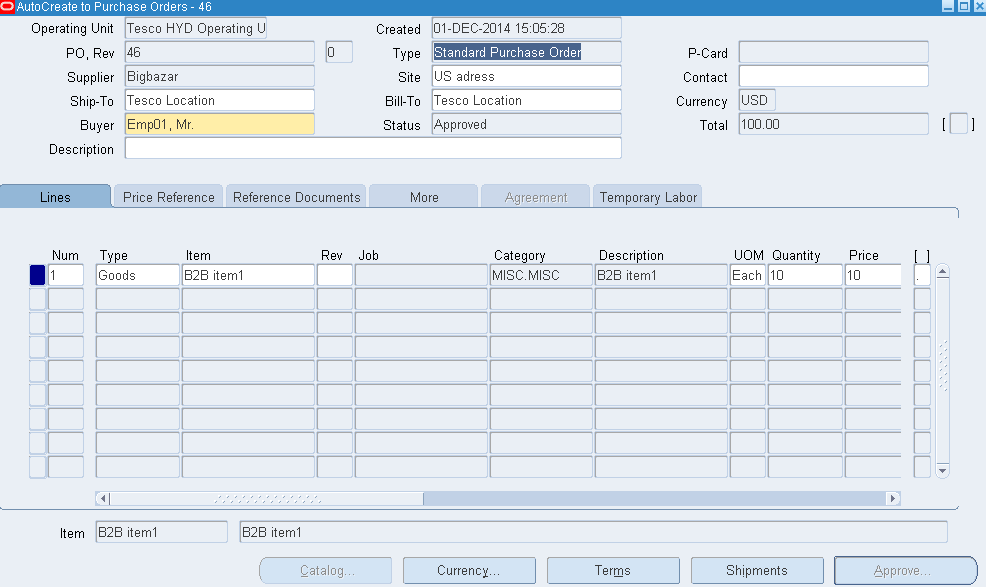 AutoCreate to Purchase Orders - 46
Operating Unit Tesco HYD Operating U Created 01-DEC-2014 15:05:28
PO, Rev 46 0 Type Standard Purchase Order P-Card
Supplier Bigbazar Site US adress Contact
Ship-To Tesco Location Bill-To Tesco Location Currency USD
Buyer Emp01, Mr. Status Approved Total 100.00 [ ]
Description
Lines Price Reference Reference Documents More Agreement Temporary Labor
Num Type Item Rev Job Category Description UOM Quantity Price [ ]
1 Goods B2B item1 MISC.MISC B2B item1 Each 10 10 .
Item B2B item1 B2B item1
Catalog... Currency... Terms Shipments Approve...